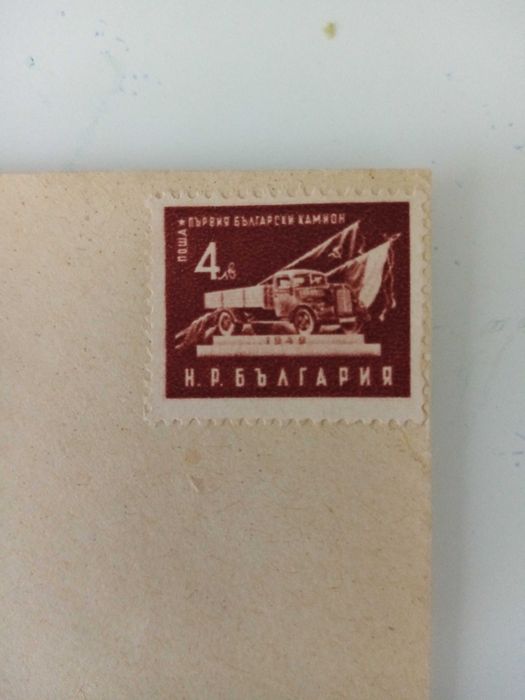 ПОЩА ★ ПЪРВИЯ БЪЛГАРСКИ КАМИОН
4 лв
1949
Н. Р. БЪЛГАРИЯ